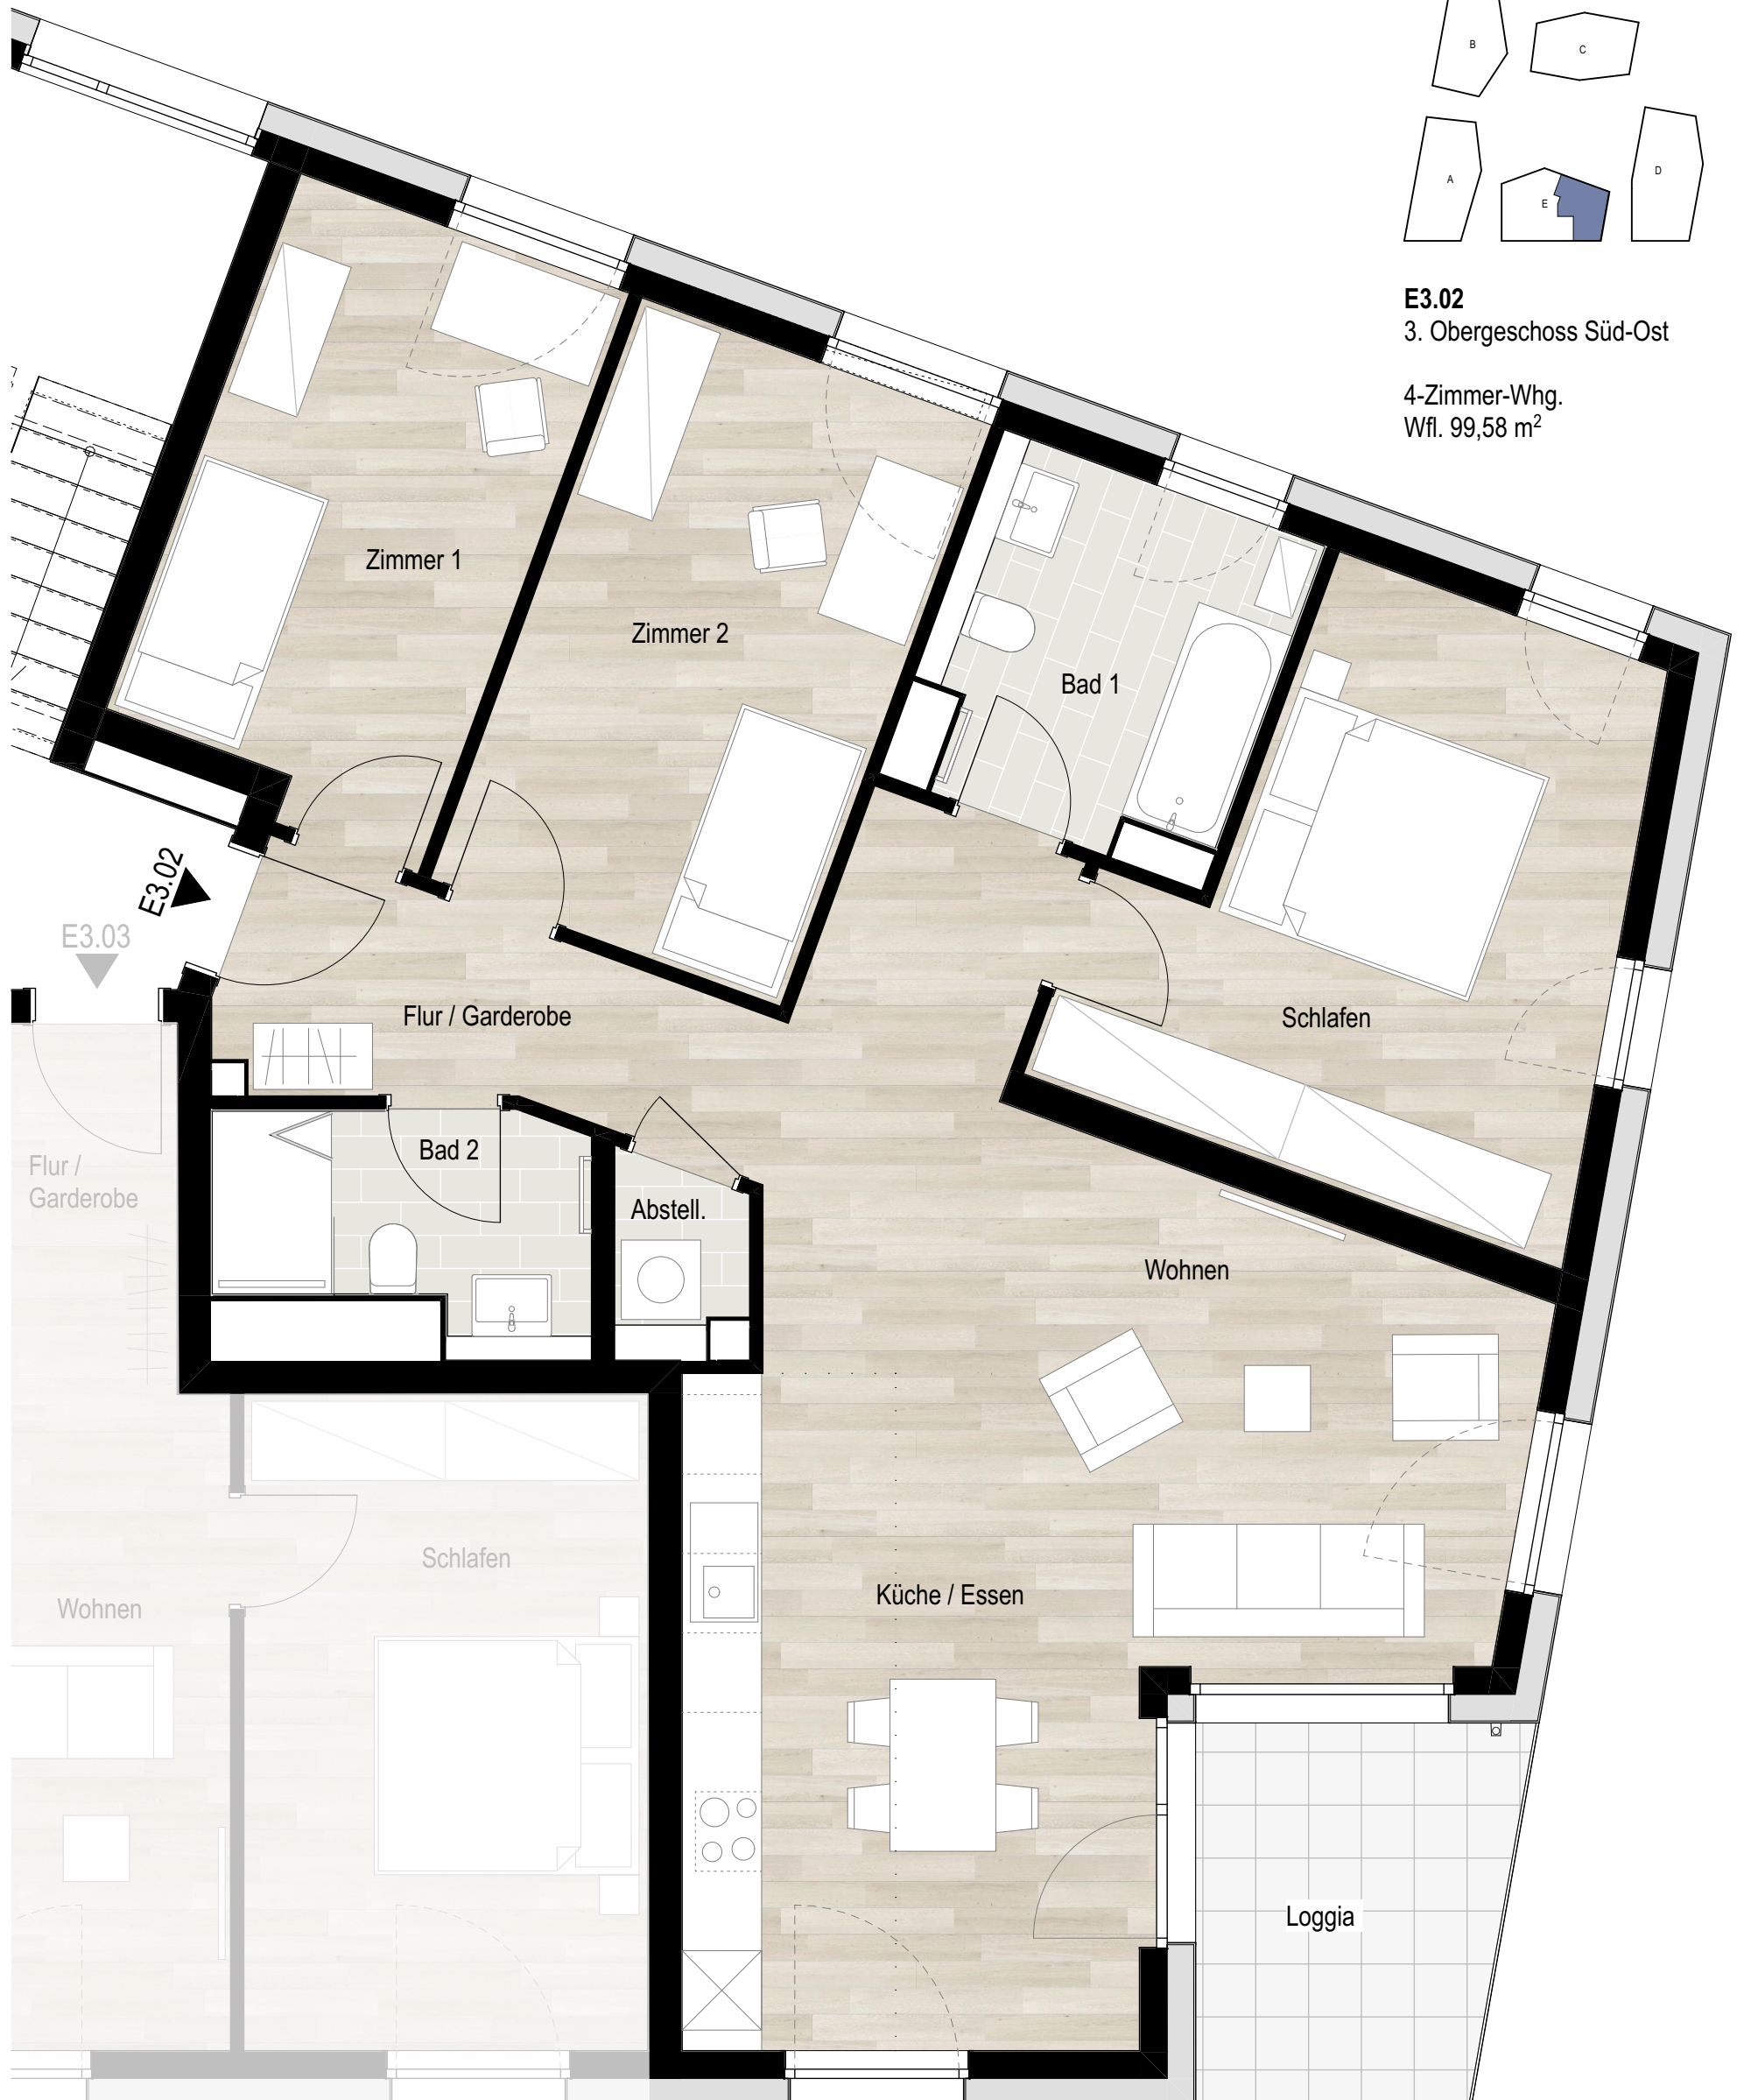 B
C
A
E
D
E3.02
3. Obergeschoss Süd-Ost
4-Zimmer-Whg.
Wfl. 99,58 m²
Zimmer 1
Zimmer 2
Bad 1
E3.02
E3.03
Flur / Garderobe
Schlafen
Bad 2
Flur /
Garderobe
Abstell.
Wohnen
Schlafen
Wohnen
Küche / Essen
Loggia